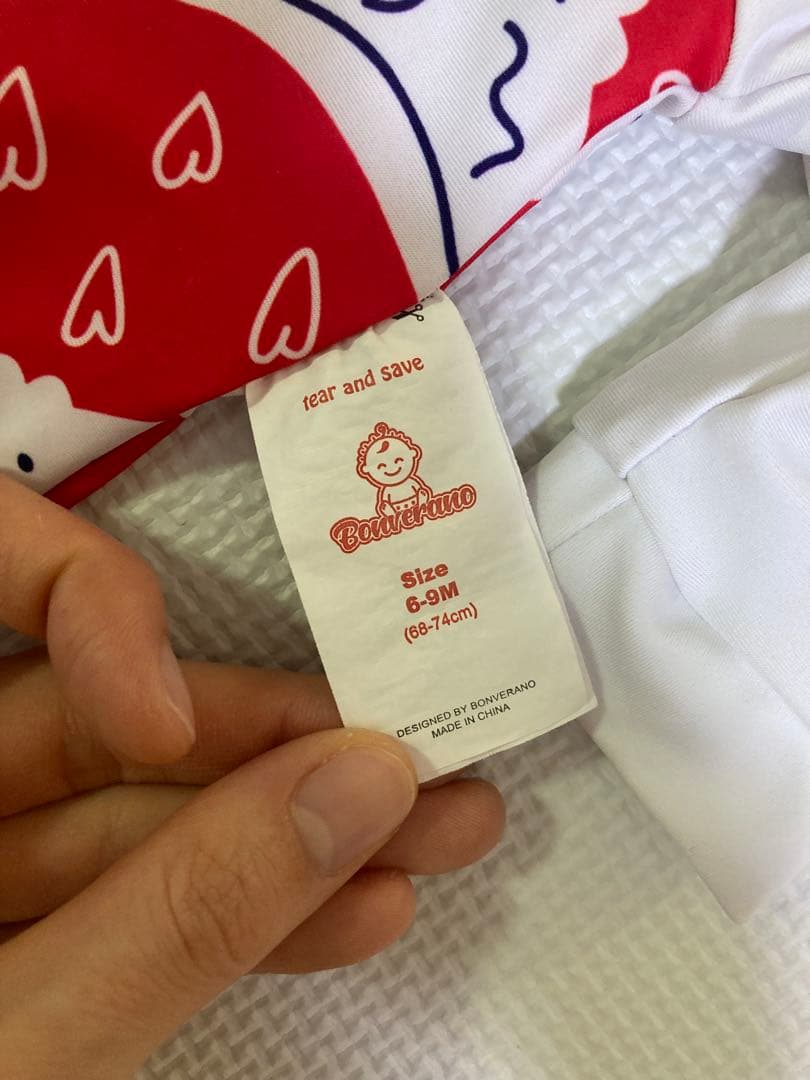 tear and save
Bonverano
Size
6-9M
(68-74cm)
DESIGNED BY BONVERANO
MADE IN CHINA